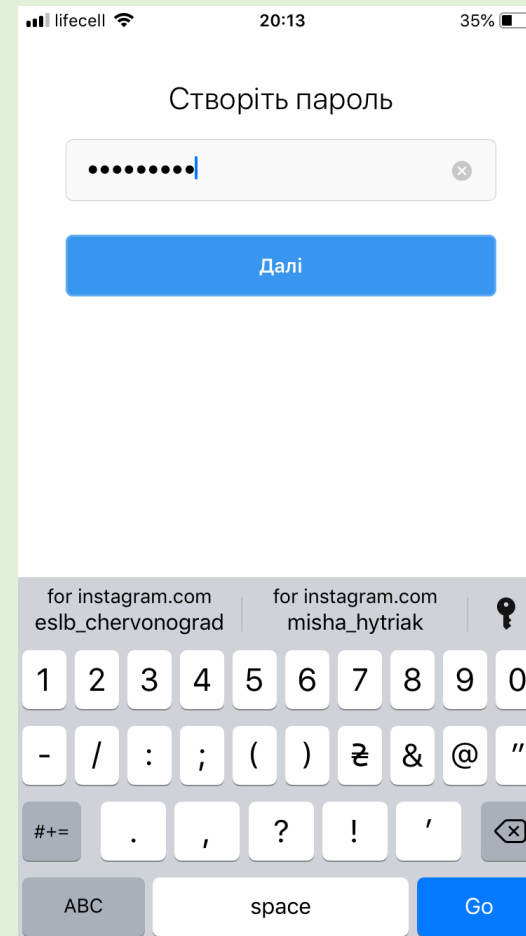 lifecell 20:13 35%
Створіть пароль
•••••••••
Далі
for instagram.com for instagram.com
eslb_chervonograd misha_hytriak
1 2 3 4 5 6 7 8 9 0
- / : ; ( ) ₴ & @ "
#+= . , ? ! ’
ABC space Go